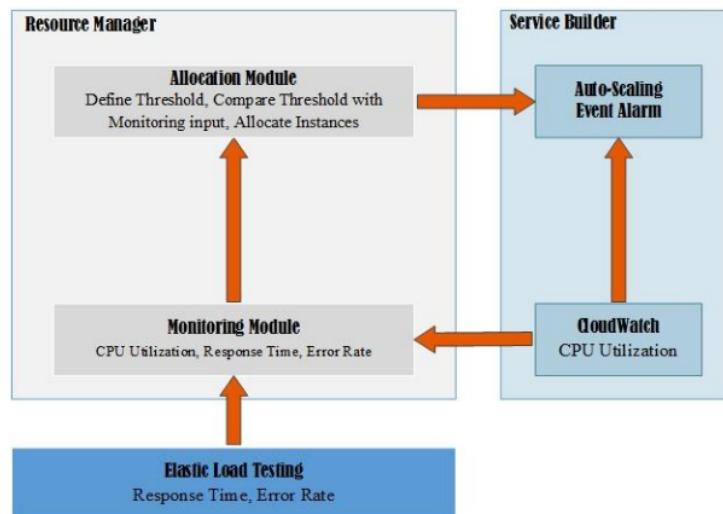 Resource Manager
Allocation Module
Define Threshold, Compare Threshold with
Monitoring input, Allocate Instances
Monitoring Module
CPU Utilization, Response Time, Error Rate
Service Builder
Auto-Scaling
Event Alarm
CloudWatch
CPU Utilization
Elastic Load Testing
Response Time, Error Rate